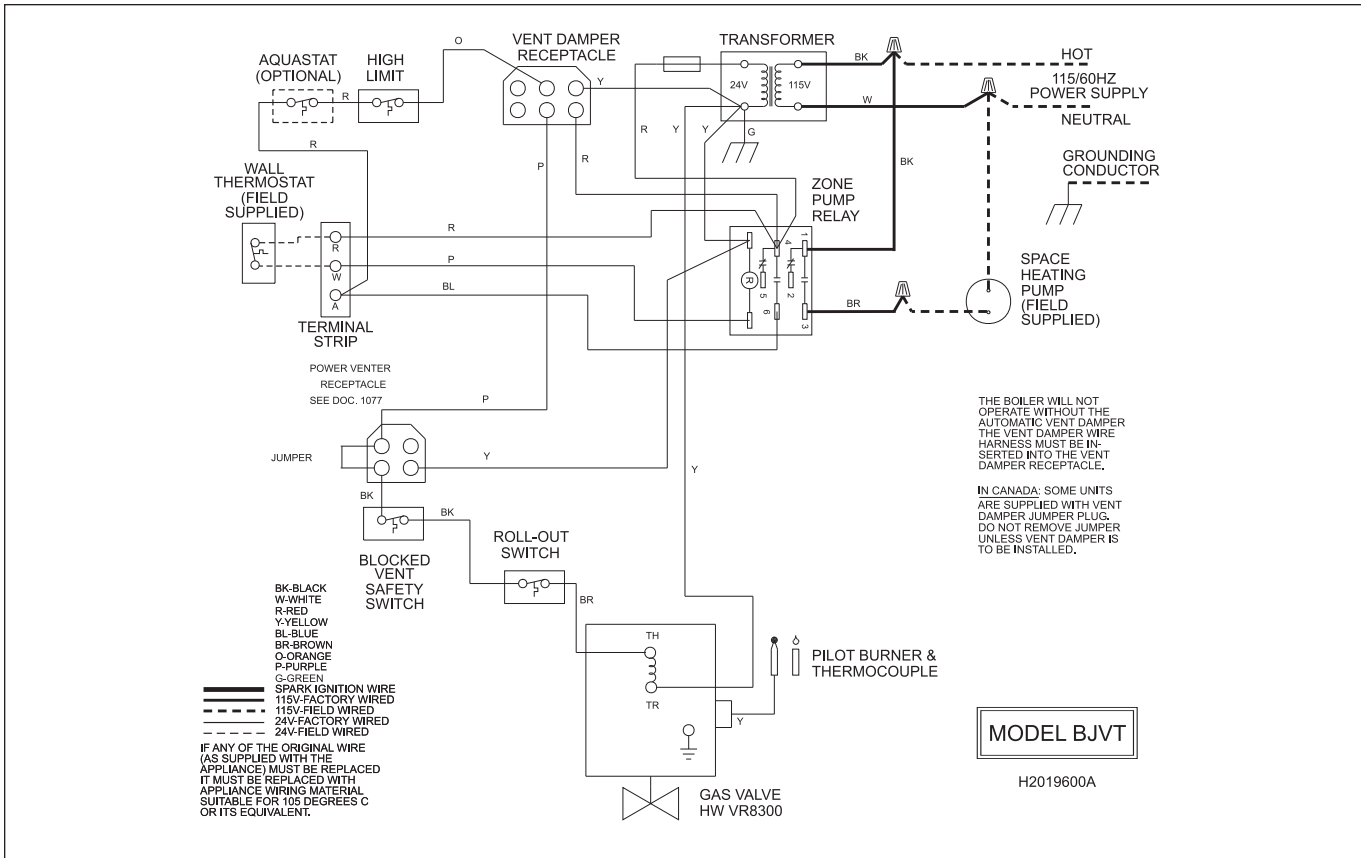 O
VENT DAMPER
RECEPTACLE
TRANSFORMER
AQUASTAT
(OPTIONAL)
HIGH
LIMIT
BK
HOT
115/60HZ
POWER SUPPLY
NEUTRAL
Y
24V
115V
W
R
R
R
Y
Y
G
P
R
BK
GROUNDING
CONDUCTOR
WALL
THERMOSTAT
(FIELD
SUPPLIED)
ZONE
PUMP
RELAY
R
R
P
W
BL
A
TERMINAL
STRIP
1
4
R
5
2
6
3
BR
SPACE
HEATING
PUMP
(FIELD
SUPPLIED)
POWER VENTER
RECEPTACLE
SEE DOC. 1077
P
JUMPER
Y
Y
BK
BK
BLOCKED
VENT
SAFETY
SWITCH
ROLL-OUT
SWITCH
BR
THE BOILER WILL NOT
OPERATE WITHOUT THE
AUTOMATIC VENT DAMPER
THE VENT DAMPER WIRE
HARNESS MUST BE IN-
SERTED INTO THE VENT
DAMPER RECEPTACLE.
IN CANADA: SOME UNITS
ARE SUPPLIED WITH VENT
DAMPER JUMPER PLUG.
DO NOT REMOVE JUMPER
UNLESS VENT DAMPER IS
TO BE INSTALLED.
BK-BLACK
W-WHITE
R-RED
Y-YELLOW
BL-BLUE
BR-BROWN
O-ORANGE
P-PURPLE
G-GREEN
SPARK IGNITION WIRE
115V-FACTORY WIRED
115V-FIELD WIRED
24V-FACTORY WIRED
24V-FIELD WIRED
IF ANY OF THE ORIGINAL WIRE
(AS SUPPLIED WITH THE
APPLIANCE) MUST BE REPLACED
IT MUST BE REPLACED WITH
APPLIANCE WIRING MATERIAL
SUITABLE FOR 105 DEGREES C
OR ITS EQUIVALENT.
TH
TR
Y
PILOT BURNER &
THERMOCOUPLE
GAS VALVE
HW VR8300
MODEL BJVT
H2019600A